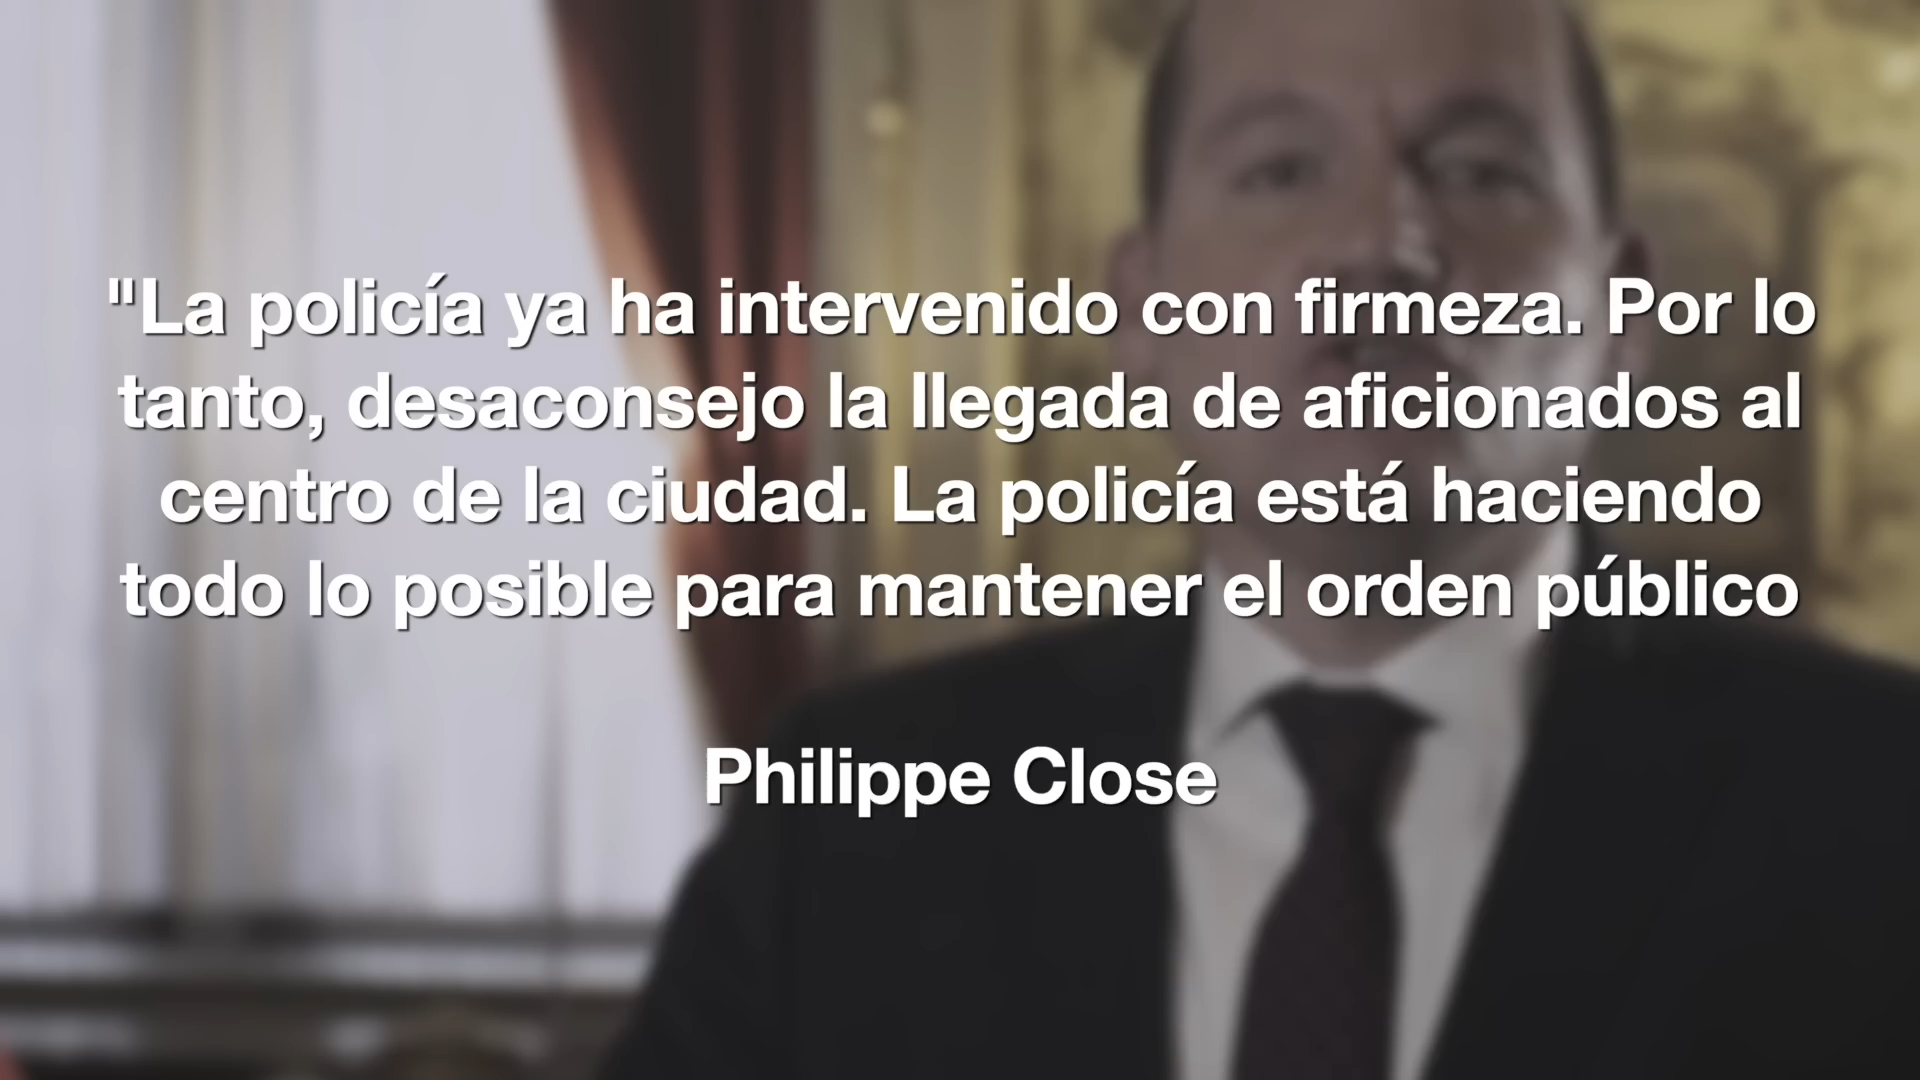 "La policía ya ha intervenido con firmeza. Por lo
tanto, desaconsejo la llegada de aficionados al
centro de la ciudad. La policía está haciendo
todo lo posible para mantener el orden público
Philippe Close